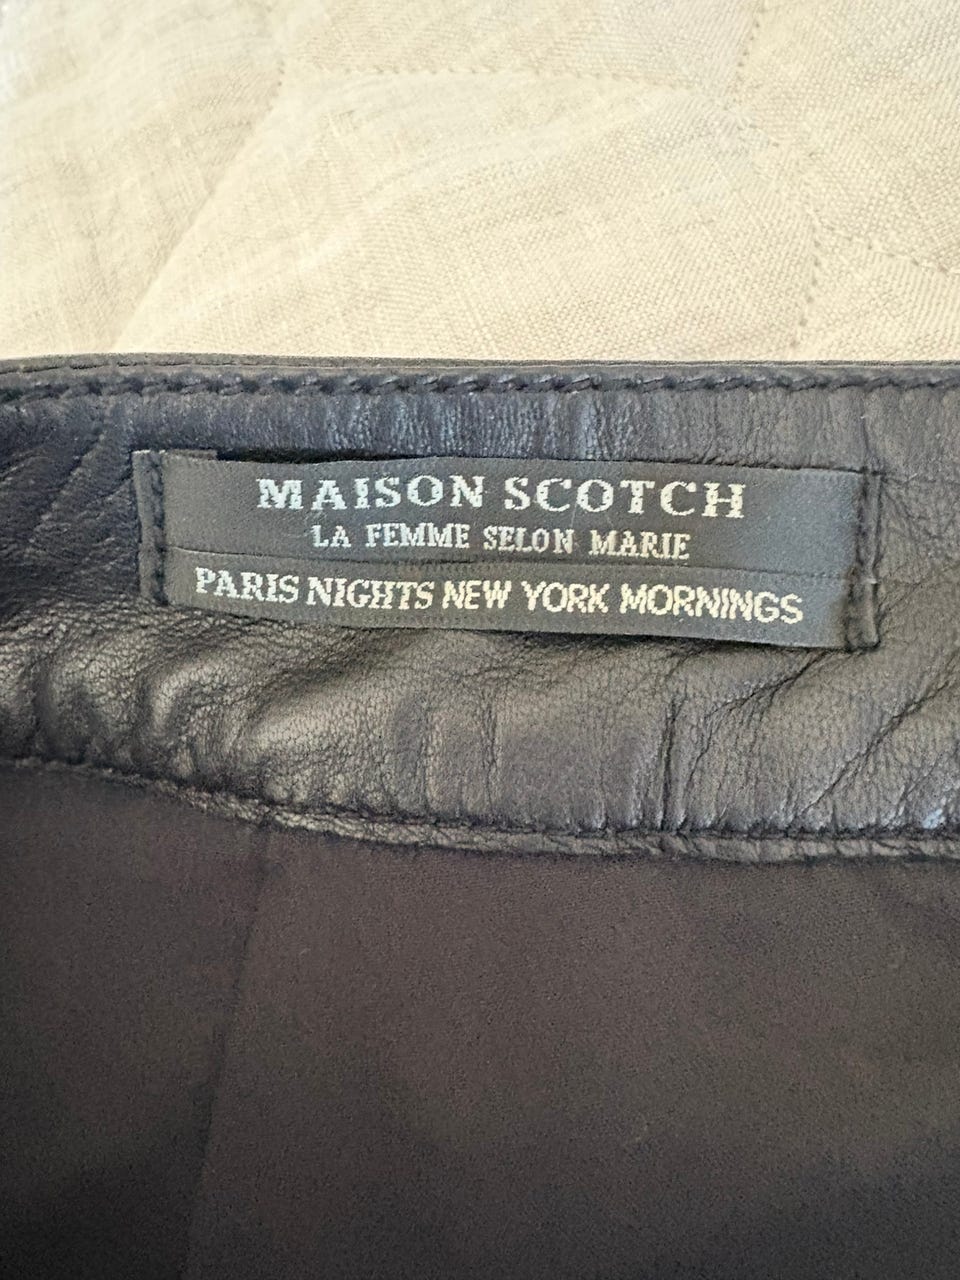 MAISON SCOTCH
LA FEMME SELON MARIE
PARIS NIGHTS NEW YORK MORNINGS